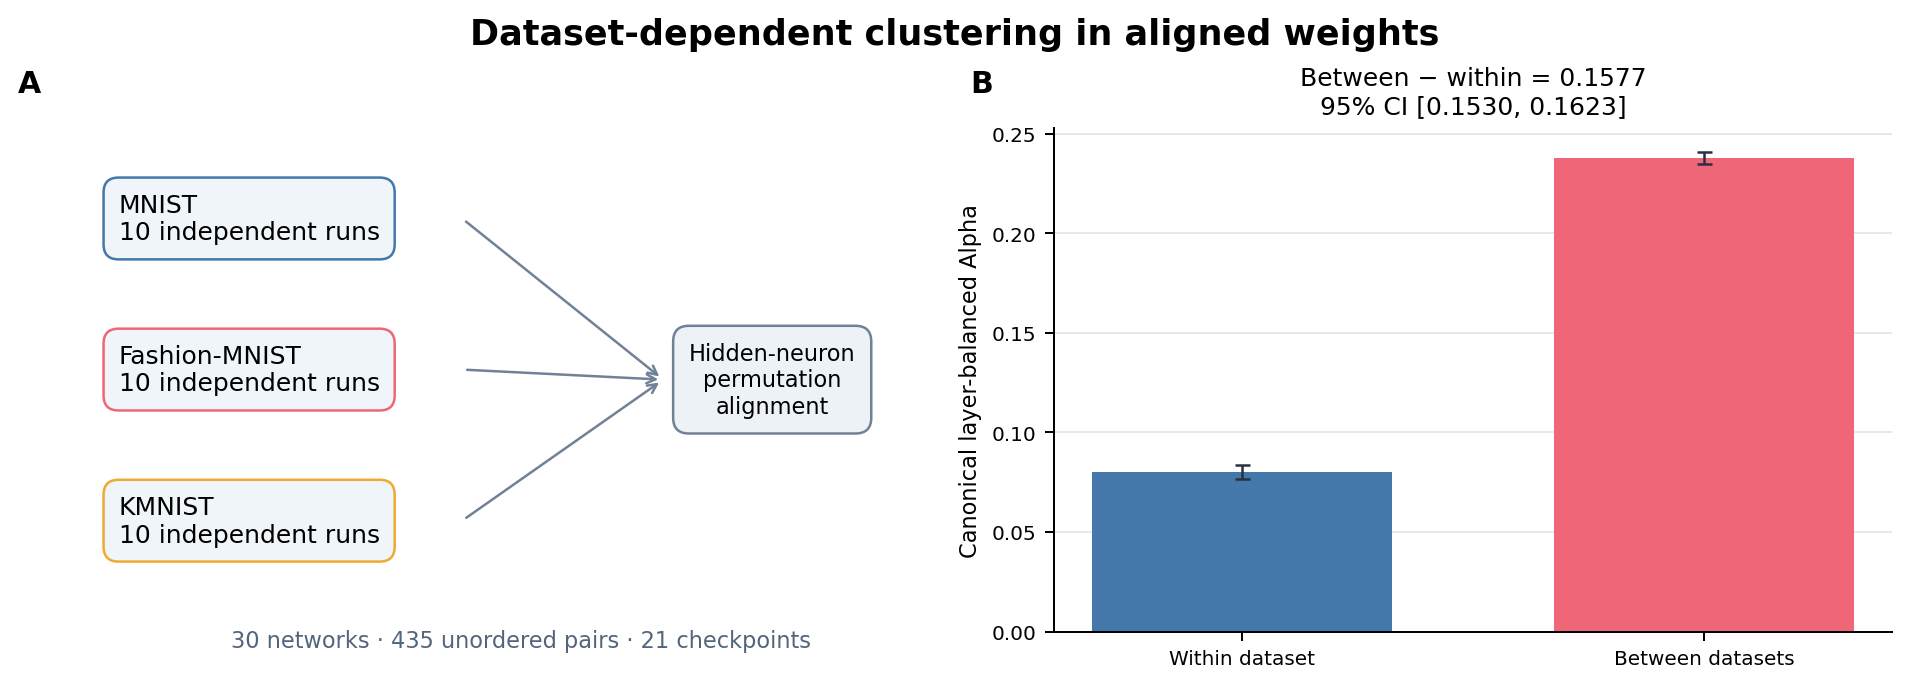 Dataset-dependent clustering in aligned weights
A
MNIST
10 independent runs
Fashion-MNIST
10 independent runs
KMNIST
10 independent runs
Hidden-neuron
permutation
alignment
30 networks · 435 unordered pairs · 21 checkpoints
B
Between − within = 0.1577
95% CI [0.1530, 0.1623]
Canonical layer-balanced Alpha
0.25
0.20
0.15
0.10
0.05
0.00
Within dataset
Between datasets